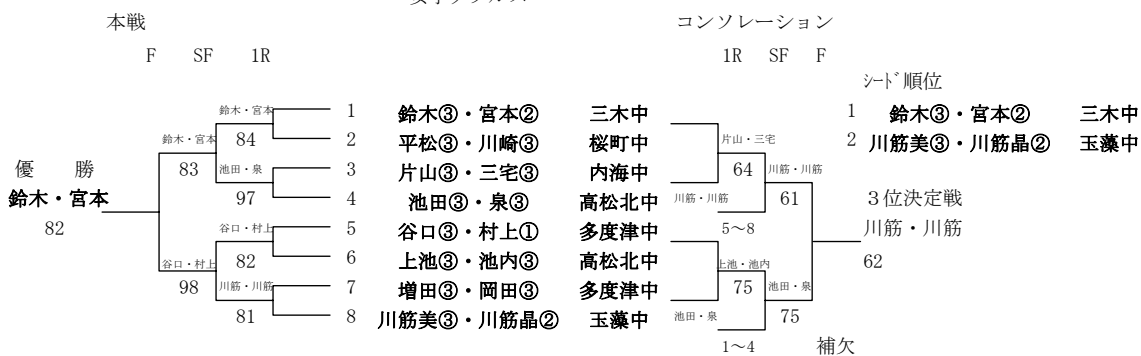 本戦 コンソレーション
F SF 1R 1R SF F
シード順位
鈴木・宮本 1 鈴木③・宮本② 三木中 1 鈴木③・宮本② 三木中
鈴木・宮本 84 2 平松③・川崎③ 桜町中 片山・三宅 2 川筋美③・川筋晶② 玉藻中
優 勝 83 池田・泉 3 片山③・三宅③ 内海中 64 川筋・川筋
鈴木・宮本 97 4 池田③・泉③ 高松北中 川筋・川筋 61 3位決定戦
82 谷口・村上 5 谷口③・村上① 多度津中 5~8 川筋・川筋
谷口・村上 82 6 上池③・池内③ 高松北中 上池・池内 62
98 川筋・川筋 7 増田③・岡田③ 多度津中 75 池田・泉
81 8 川筋美③・川筋晶② 玉藻中 池田・泉 75
1~4 補欠